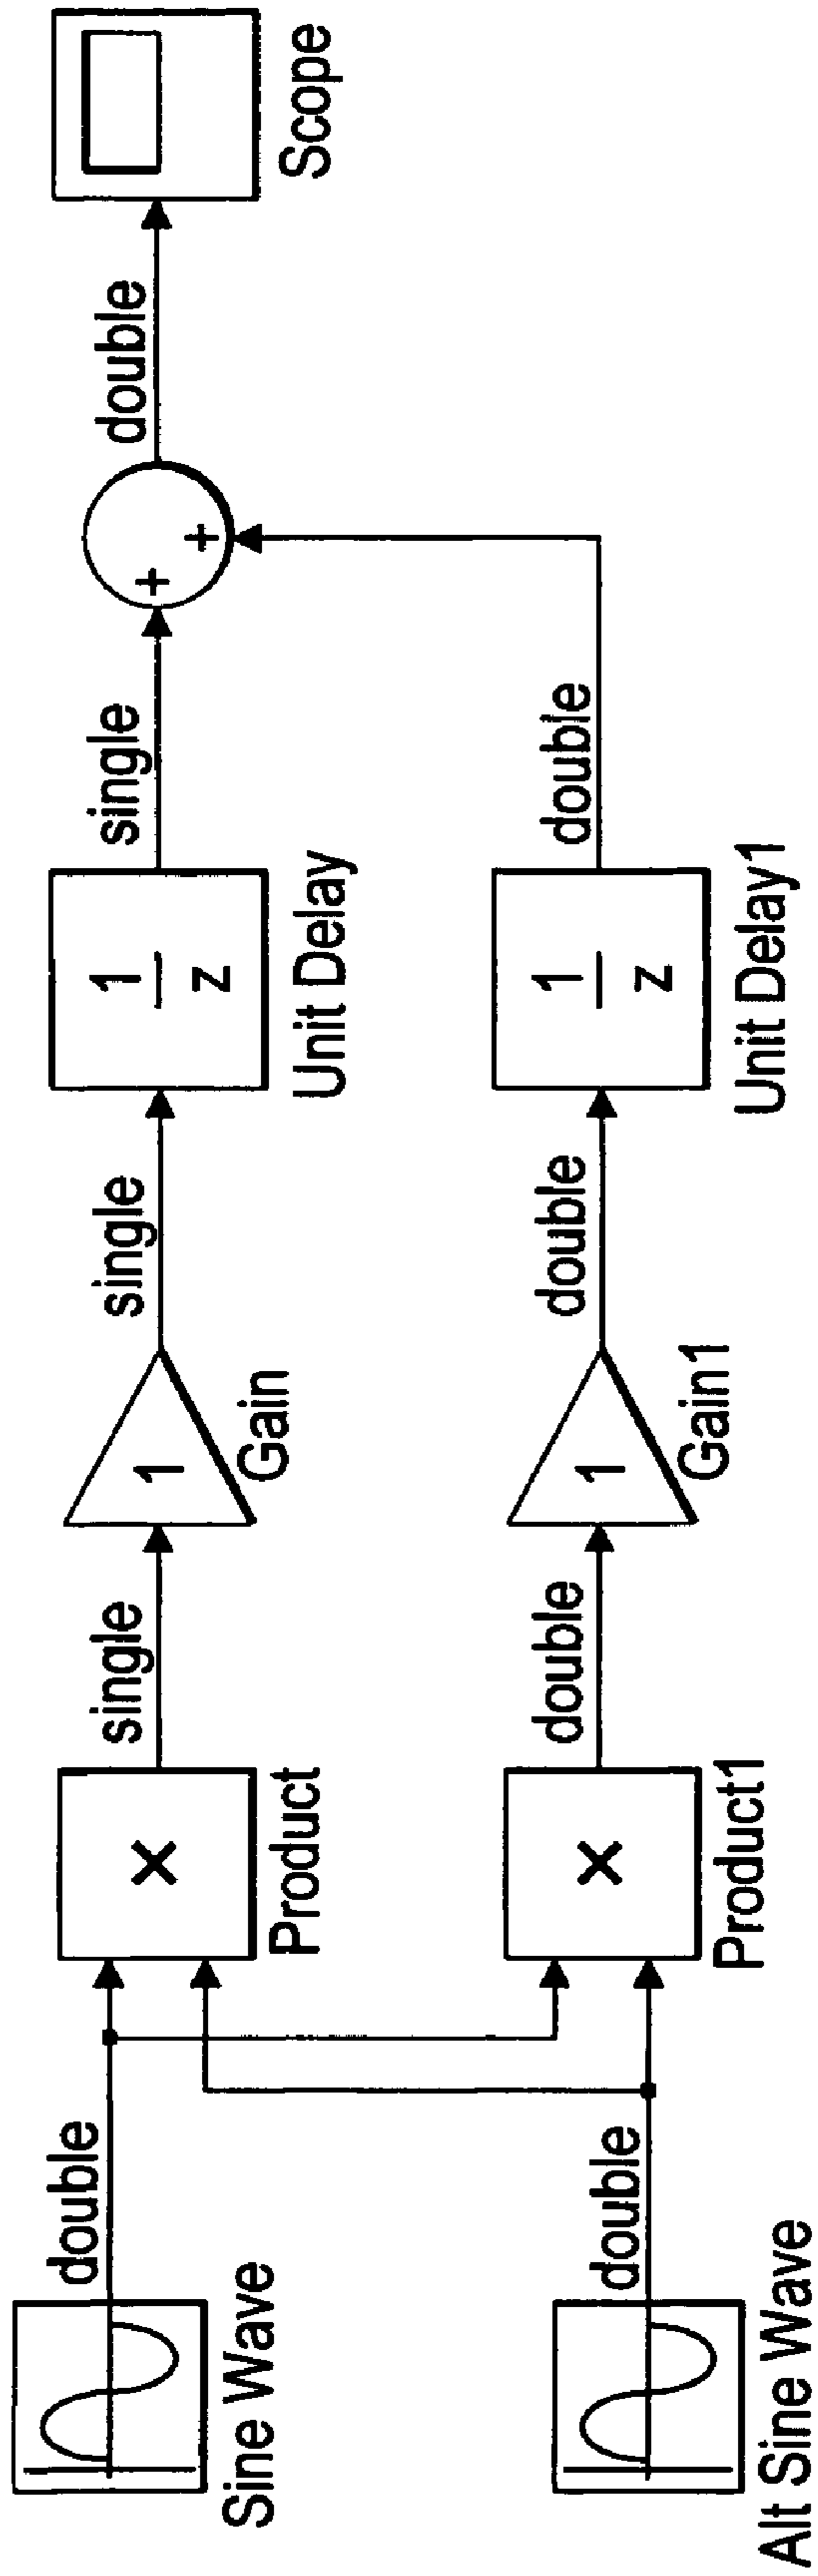 Sine Wave
double
×
Product
single
1
Gain
single
1
z
Unit Delay
single
+
+
double
Scope
Alt Sine Wave
double
×
Product1
double
1
Gain1
double
1
z
Unit Delay1
double